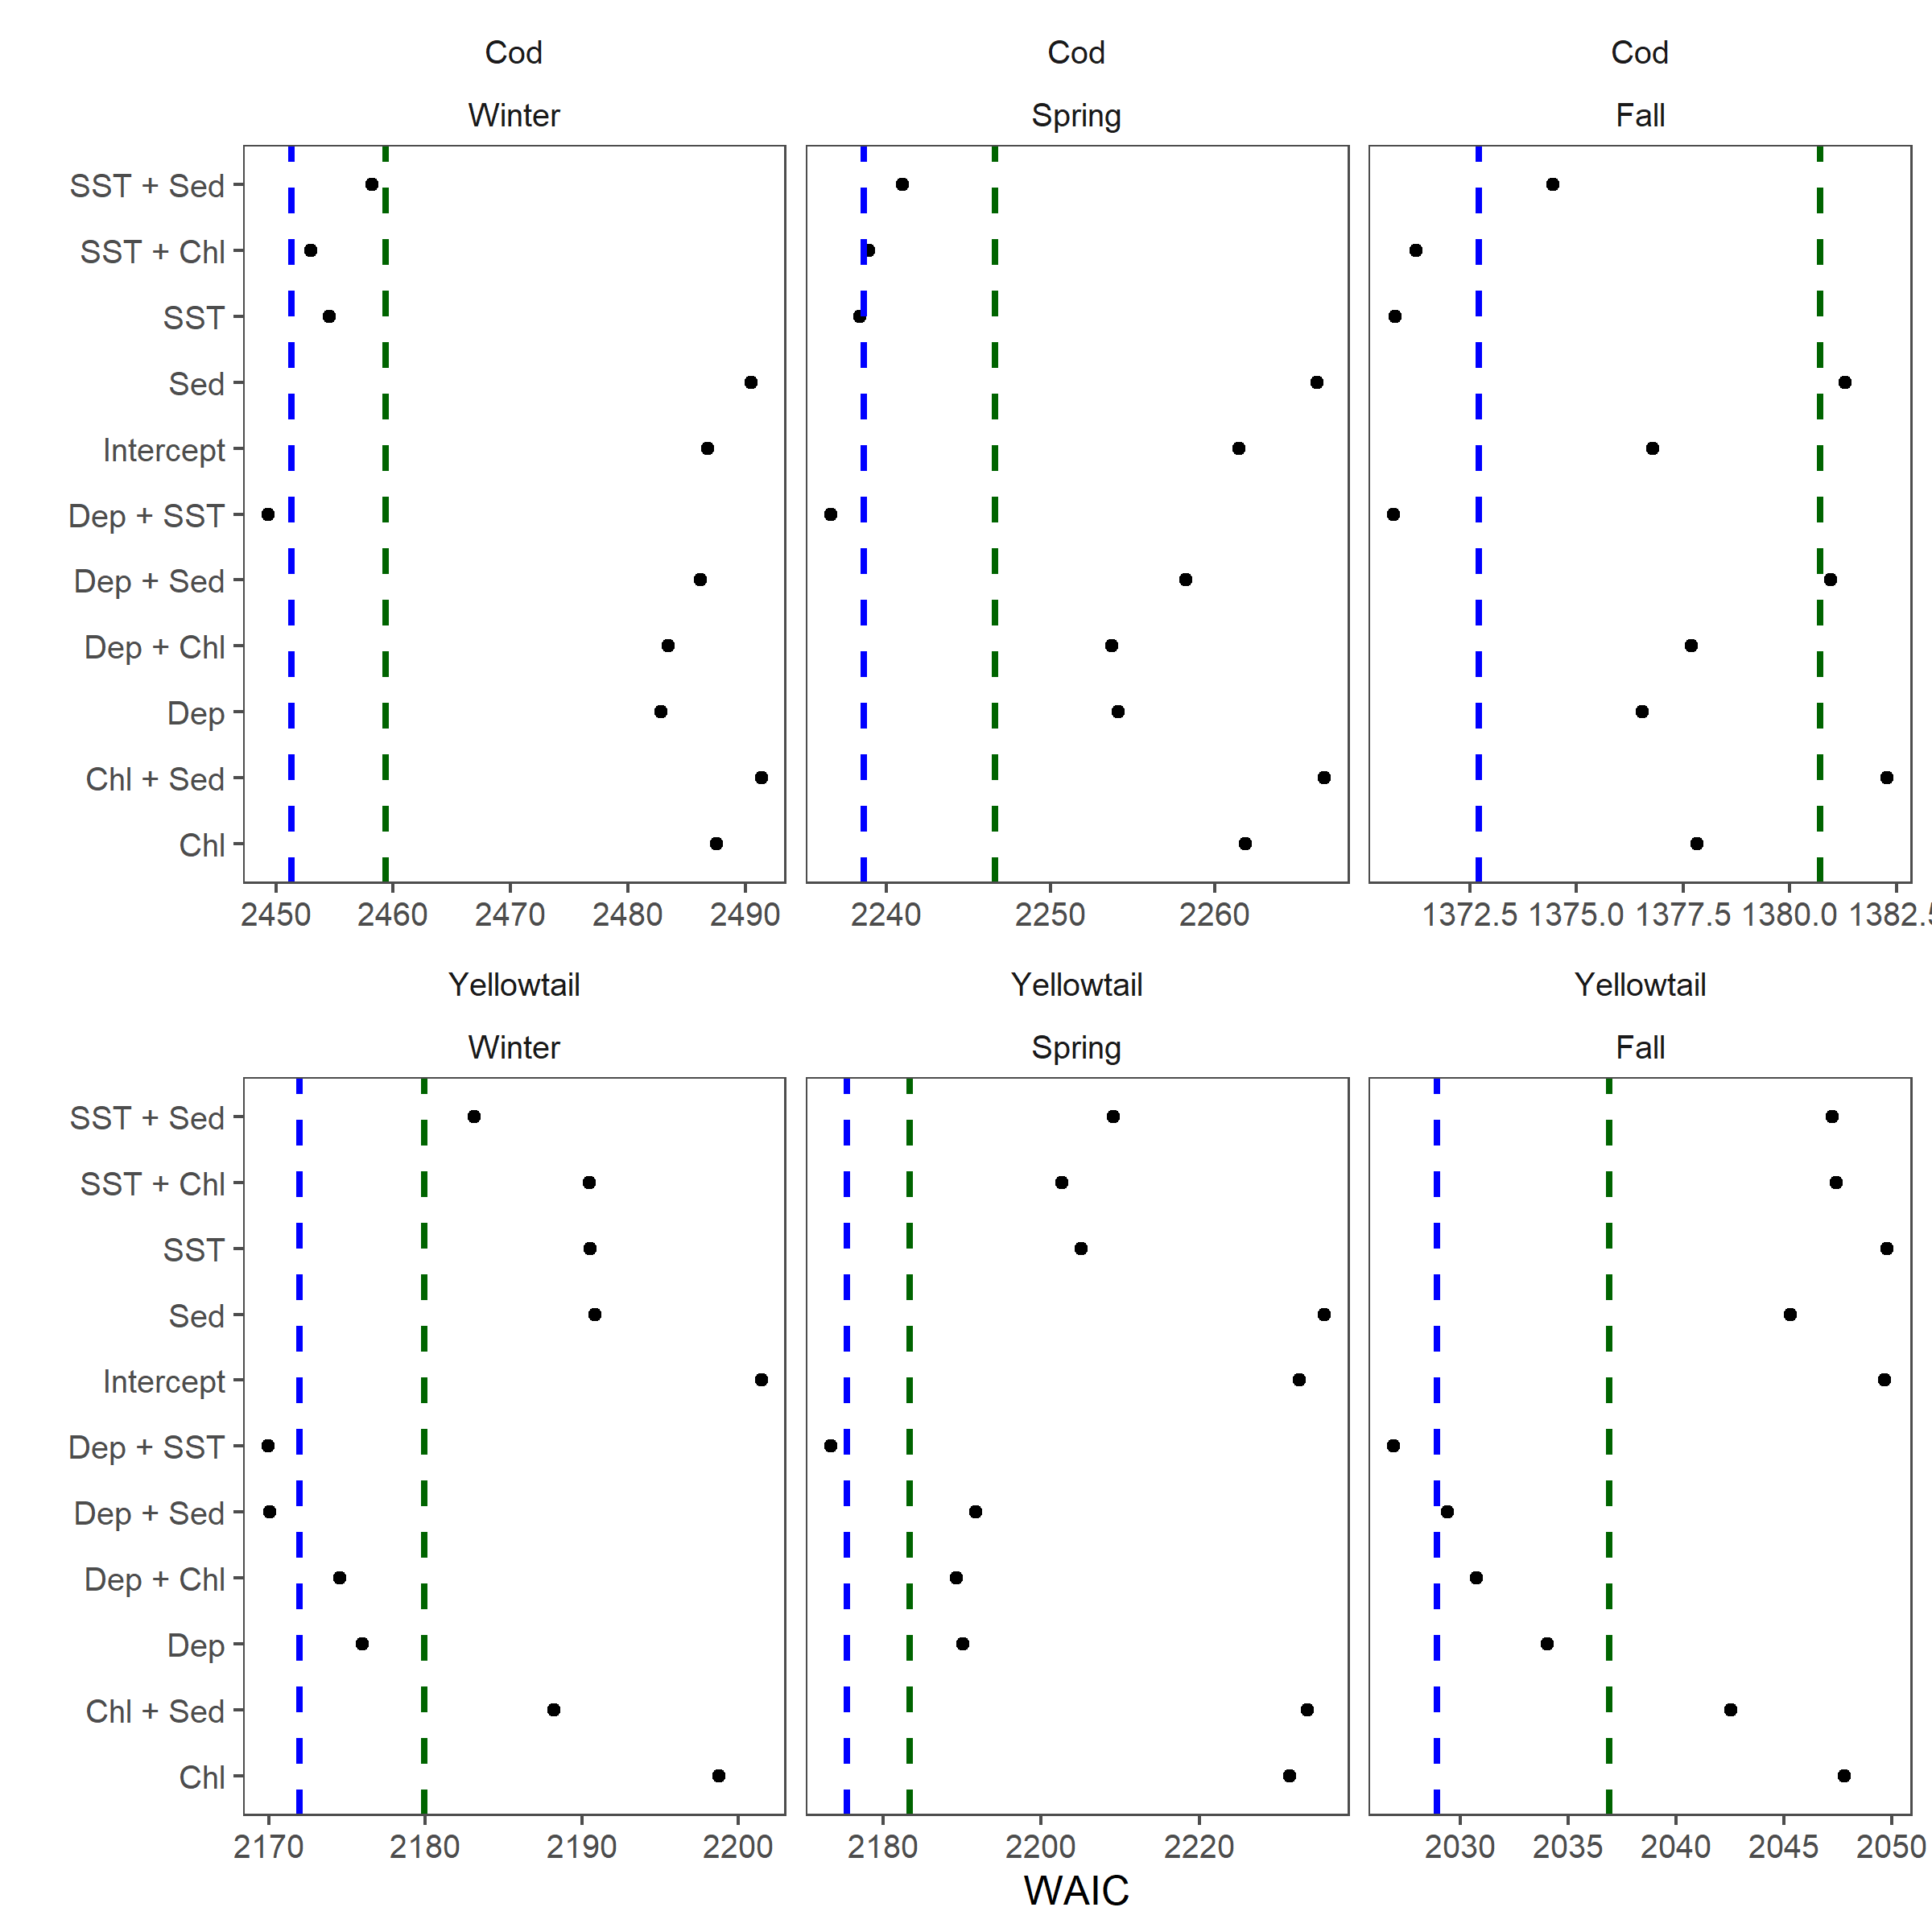 Cod Cod Cod
Winter Spring Fall
SST + Sed
SST + Chl
SST
Sed
Intercept
Dep + SST
Dep + Sed
Dep + Chl
Dep
Chl + Sed
Chl
2450 2460 2470 2480 2490 2240 2250 2260 1372.5 1375.0 1377.5 1380.0 1382.5
Yellowtail Yellowtail Yellowtail
Winter Spring Fall
SST + Sed
SST + Chl
SST
Sed
Intercept
Dep + SST
Dep + Sed
Dep + Chl
Dep
Chl + Sed
Chl
2170 2180 2190 2200 2180 2200 2220 2030 2035 2040 2045 2050
WAIC